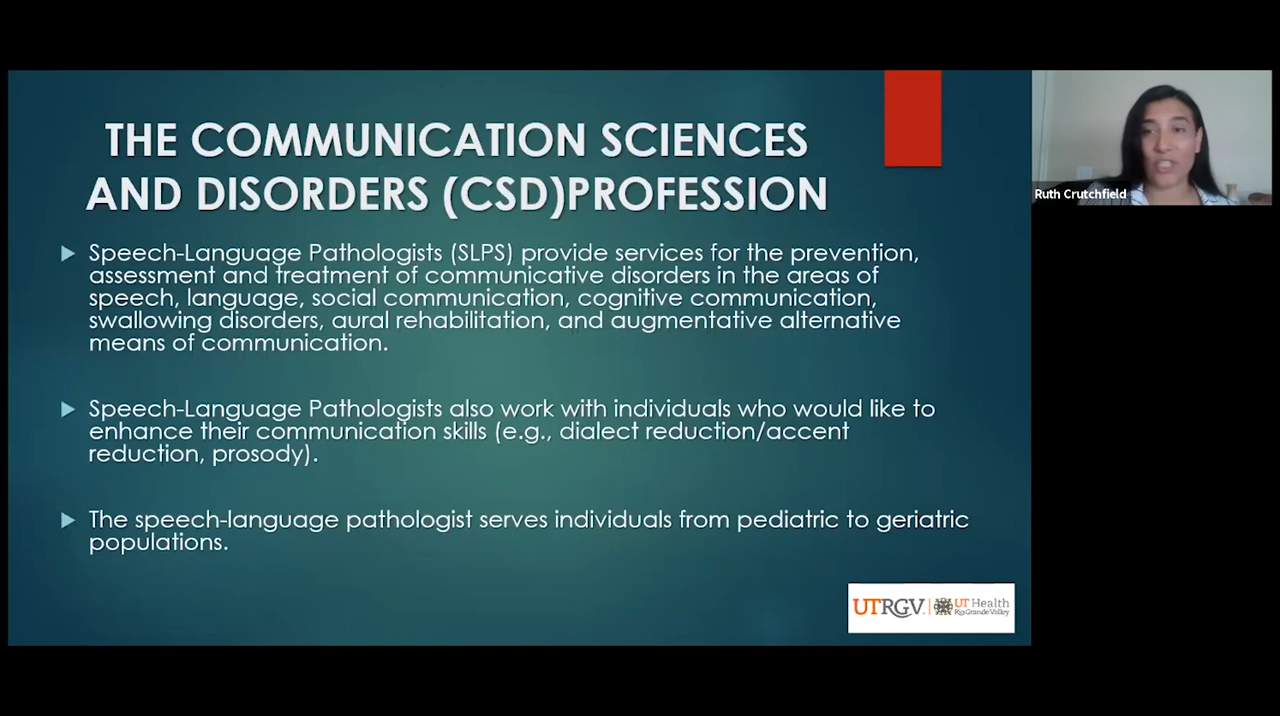 THE COMMUNICATION SCIENCES
AND DISORDERS (CSD)PROFESSION
Speech-Language Pathologists (SLPS) provide services for the prevention,
assessment and treatment of communicative disorders in the areas of
speech, language, social communication, cognitive communication,
swallowing disorders, aural rehabilitation, and augmentative alternative
means of communication.
Speech-Language Pathologists also work with individuals who would like to
enhance their communication skills (e.g., dialect reduction/accent
reduction, prosody).
The speech-language pathologist serves individuals from pediatric to geriatric
populations.
UTRGV
UT Health
Rio Grande Valley
Ruth Crutchfield